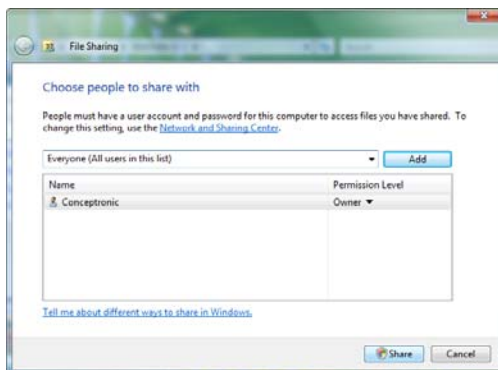 File Sharing
Choose people to share with
People must have a user account and password for this computer to access files you have shared. To
change this setting, use the Network and Sharing Center.
Everyone (All users in this list)
Add
Name Permission Level
Conceptronic Owner
Tell me about different ways to share in Windows.
Share Cancel